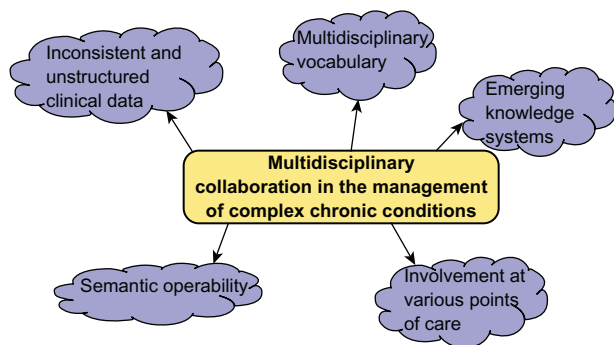 Inconsistent and
unstructured
clinical data
Multidisciplinary
vocabulary
Emerging
knowledge
systems
Multidisciplinary
collaboration in the management
of complex chronic conditions
Semantic operability
Involvement at
various points
of care